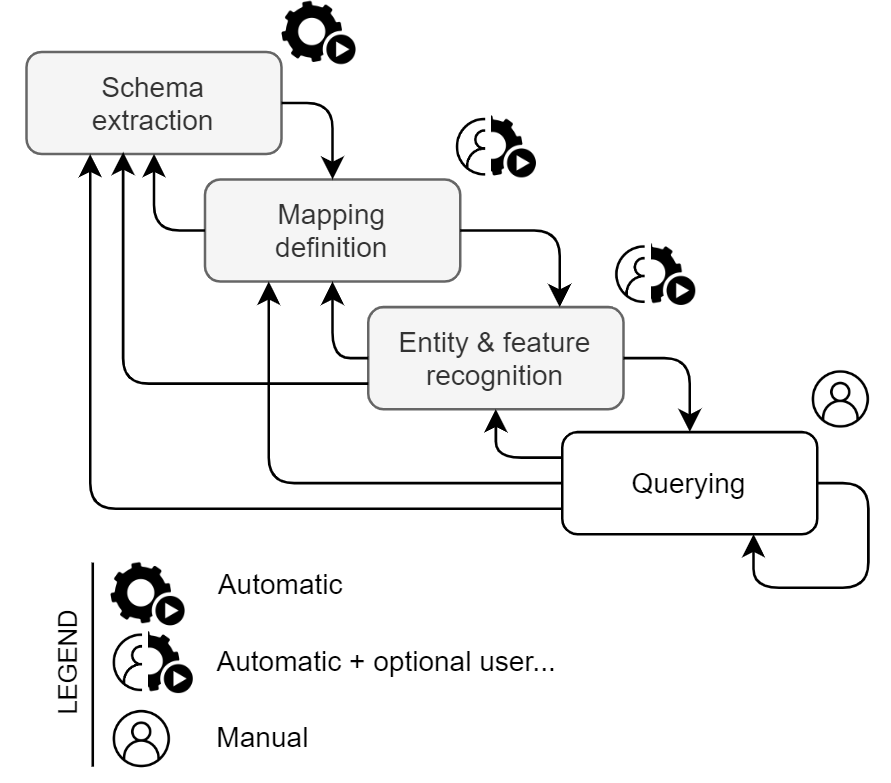 Schema
extraction
Mapping
definition
Entity & feature
recognition
Querying
LEGEND
Automatic
Automatic + optional user...
Manual